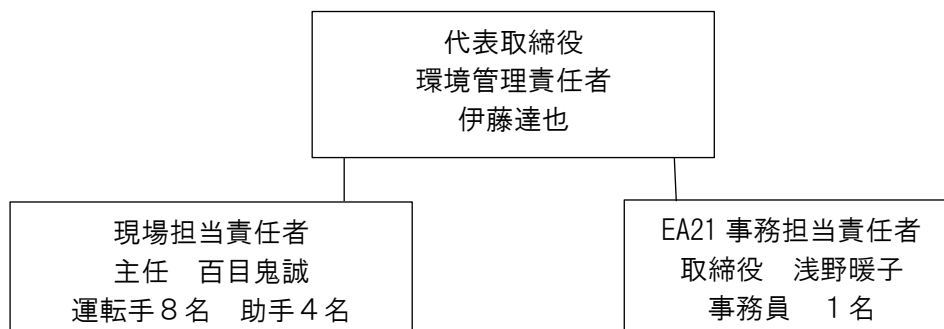 代表取締役
環境管理責任者
伊藤達也
現場担当責任者
主任　百目鬼誠
運転手８名　助手４名
EA21 事務担当責任者
取締役　浅野暖子
事務員　１名